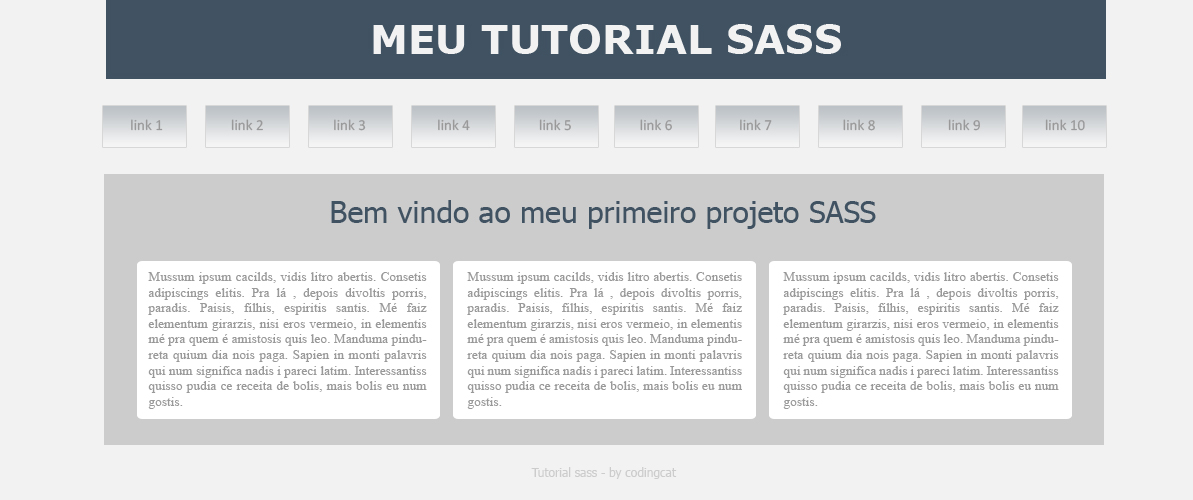 MEU TUTORIAL SASS
link 1 link 2 link 3 link 4 link 5 link 6 link 7 link 8 link 9 link 10
Bem vindo ao meu primeiro projeto SASS
Mussum ipsum cacilds, vidis litro abertis. Consetis
adipiscings elitis. Pra lá , depois divoltis porris,
paradis. Paisis, filhis, espiritis santis. Mé faiz
elementum girarzis, nisi eros vermeio, in elementis
mé pra quem é amistosis quis leo. Manduma pindu-
reta quium dia nois paga. Sapien in monti palavris
qui num significa nadis i pareci latim. Interessantiss
quisso pudia ce receita de bolis, mais bolis eu num
gostis.
Mussum ipsum cacilds, vidis litro abertis. Consetis
adipiscings elitis. Pra lá , depois divoltis porris,
paradis. Paisis, filhis, espiritis santis. Mé faiz
elementum girarzis, nisi eros vermeio, in elementis
mé pra quem é amistosis quis leo. Manduma pindu-
reta quium dia nois paga. Sapien in monti palavris
qui num significa nadis i pareci latim. Interessantiss
quisso pudia ce receita de bolis, mais bolis eu num
gostis.
Mussum ipsum cacilds, vidis litro abertis. Consetis
adipiscings elitis. Pra lá , depois divoltis porris,
paradis. Paisis, filhis, espiritis santis. Mé faiz
elementum girarzis, nisi eros vermeio, in elementis
mé pra quem é amistosis quis leo. Manduma pindu-
reta quium dia nois paga. Sapien in monti palavris
qui num significa nadis i pareci latim. Interessantiss
quisso pudia ce receita de bolis, mais bolis eu num
gostis.
Tutorial sass - by codingcat